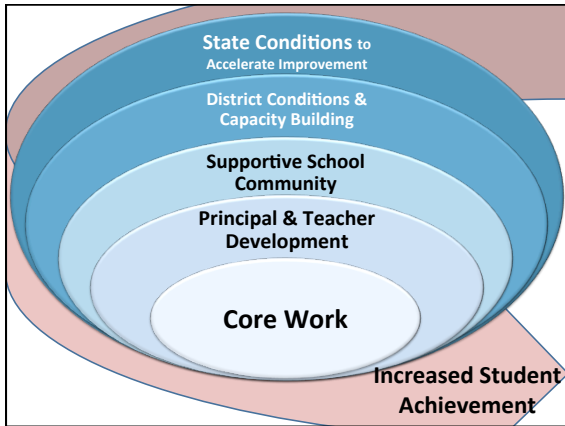 State Conditions to
Accelerate Improvement
District Conditions &
Capacity Building
Supportive School
Community
Principal & Teacher
Development
Core Work
Increased Student
Achievement